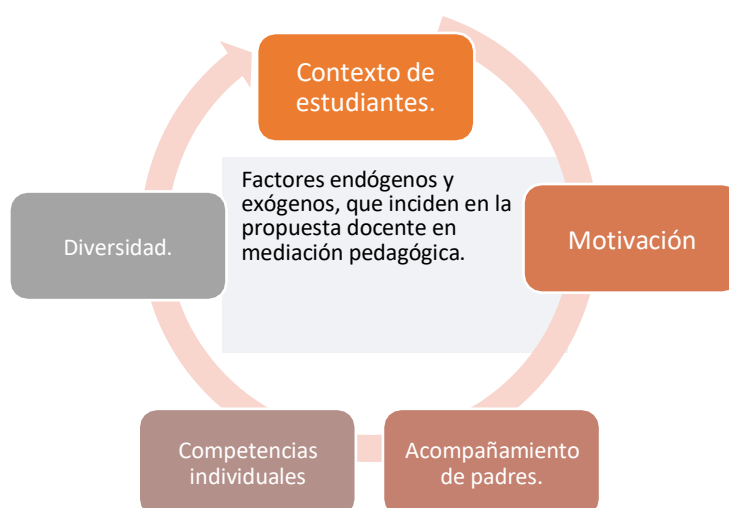 Contexto de
estudiantes.
Factores endógenos y
exógenos, que inciden en la
propuesta docente en
mediación pedagógica.
Motivación
Diversidad.
Acompañamiento
de padres.
Competencias
individuales